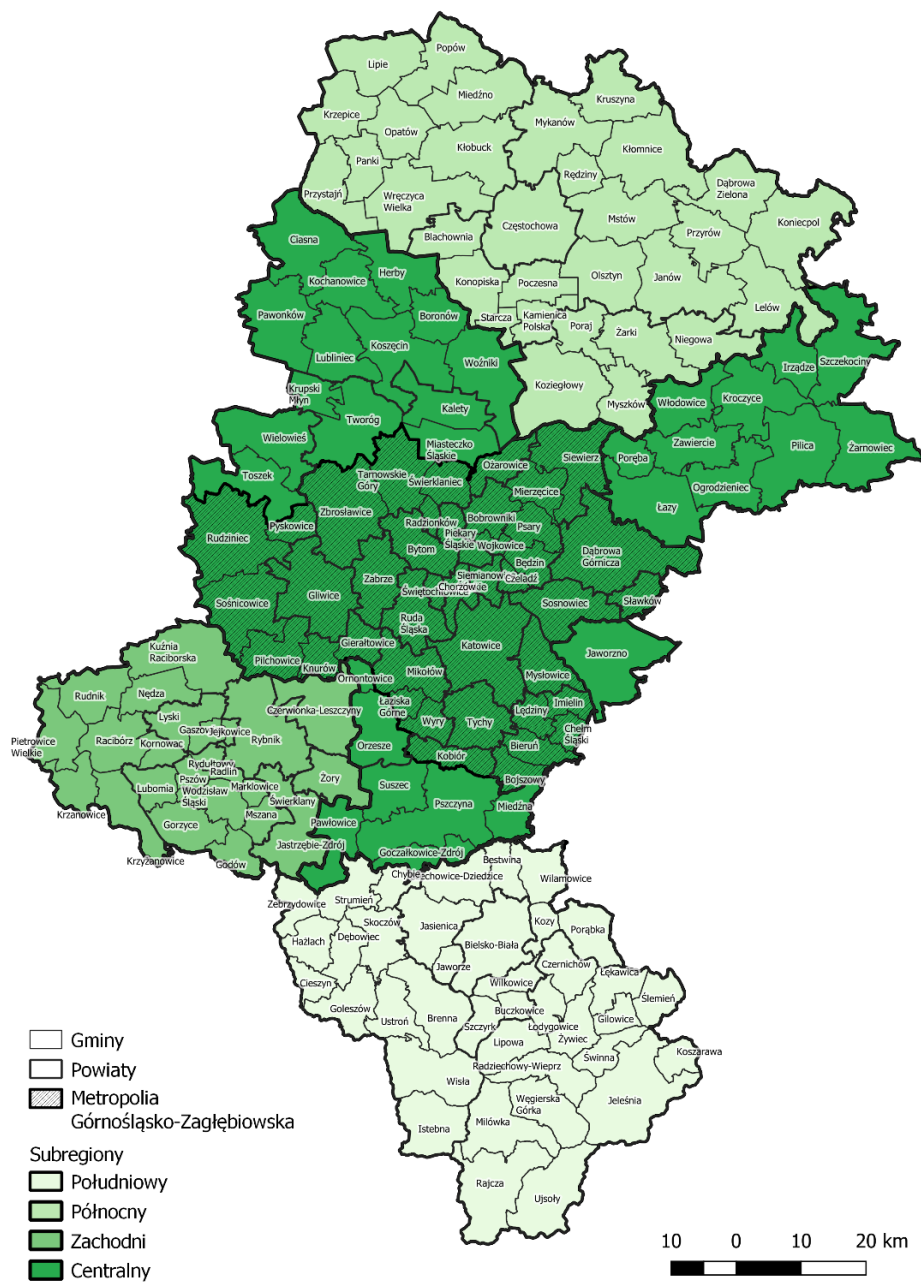 Popów
Lipie
Miedźno
Kruszyna
Krzepice
Mykanów
Opatów
Kłobuck
Kłomnice
Panki
Rędziny
Dąbrowa
Zielona
Przystajń
Wręczyca
Wielka
Mstów
Koniecpol
Częstochowa
Przyrów
Ciasna
Blachownia
Herby
Kochanowice
Olsztyn
Janów
Konopiska
Poczesna
Pawonków
Boronów
Lelów
Starcza
Kamienica
Polska
Poraj
Żarki
Niegowa
Koszęcin
Lubliniec
Woźniki
Szczekociny
Irządze
Koziegłowy
Krupski
Młyn
Włodowice
Kroczyce
Myszków
Kalety
Tworóg
Wielowieś
Miasteczko
Śląskie
Zawiercie
Pilica
Żarnowiec
Siewierz
Poręba
Ożarowice
Toszek
Tarnowskie
Góry
Świerklaniec
Ogrodzieniec
Mierzęcice
Zbrosławice
Łazy
Bobrowniki
Radzionków
Pyskowice
Psary
Rudziniec
Piekary
Śląskie
Wojkowice
Bytom
Dąbrowa
Górnicza
Będzin
Zabrze
Siemianow
Czeladź
Chorzów
ie
Świętochłowice
Gliwice
Sośnicowice
Sosnowiec
Sławków
Ruda
Śląska
Gierałtowice
Katowice
Kuźnia
Raciborska
Jaworzno
Pilchowice
Knurów
Mikołów
Ornontowice
Mysłowice
Nędza
Rudnik
Łaziska
Górne
Imielin
Czerwionka-Leszczyny
Lędziny
Lyski
Wyry
Tychy
Chełm
Śląski
Gaszow
Jejkowice
Racibórz
Kornowac
Rybnik
Pietrowice
Wielkie
Orzesze
Bieruń
Kobiór
Rydułtowy
Radlin
Pszów
Żory
Bojszowy
Lubomia
Wodzisław
Śląski
Marklowice
Suszec
Świerklany
Pszczyna
Miedźna
Krzanowice
Mszana
Gorzyce
Pawłowice
Jastrzębie-Zdrój
Goczałkowice-Zdrój
Krzyżanowice
Godów
Bestwina
Chybie
echowice-Dziedzice
Wilamowice
Zebrzydowice
Strumień
Skoczów
Jasienica
Kozy
Porąbka
Hażlach
Dębowiec
Bielsko-Biała
Czernichów
Jaworze
Łękawica
Cieszyn
Wilkowice
Ślemień
Goleszów
Buczkowice
Brenna
Gilowice
Ustroń
Szczyrk
Łodygowice
Żywiec
Lipowa
Koszarawa
Świnna
Radziechowy-Wieprz
Wisła
Węgierska
Górka
Jeleśnia
Istebna
Milówka
Rajcza
Ujsoły
Gminy
Powiaty
Metropolia
Górnośląsko-Zagłębiowska
Subregiony
Południowy
Północny
Zachodni
Centralny
10 0 10 20 km